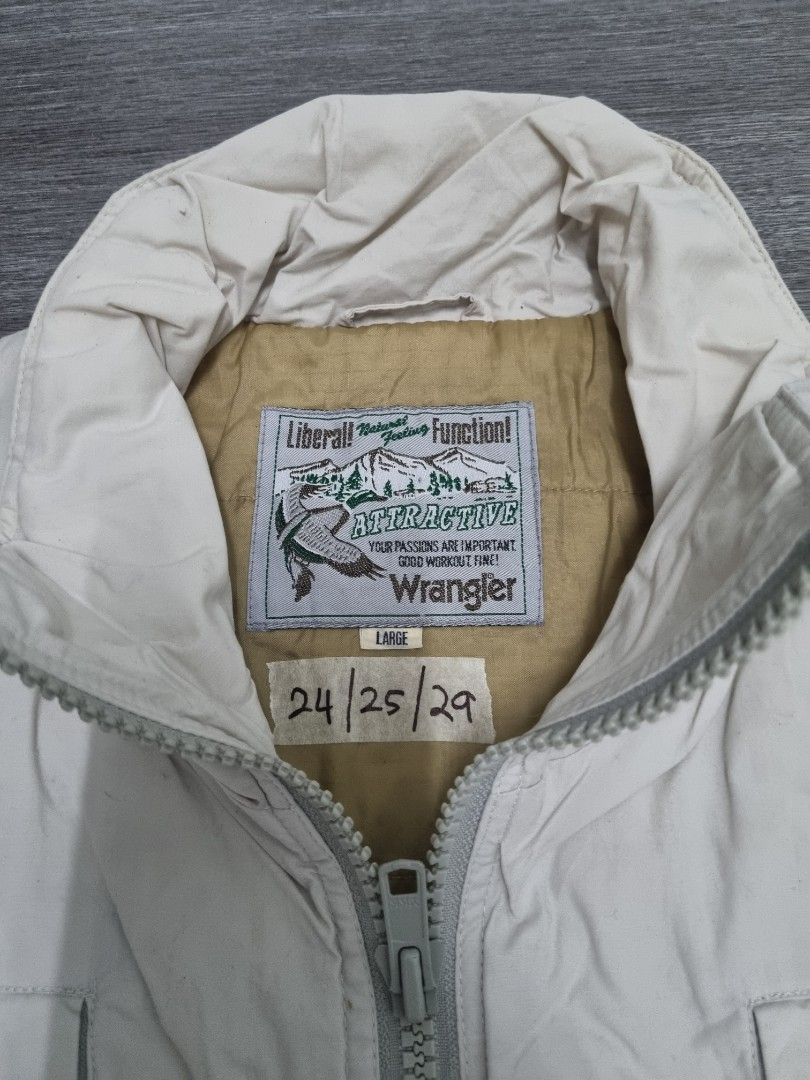 Liberal! Natural Feeling Function!
ATTRACTIVE
YOUR PASSIONS ARE IMPORTANT.
GOOD WORKOUT, FINE!
Wrangler
LARGE
24/25/29